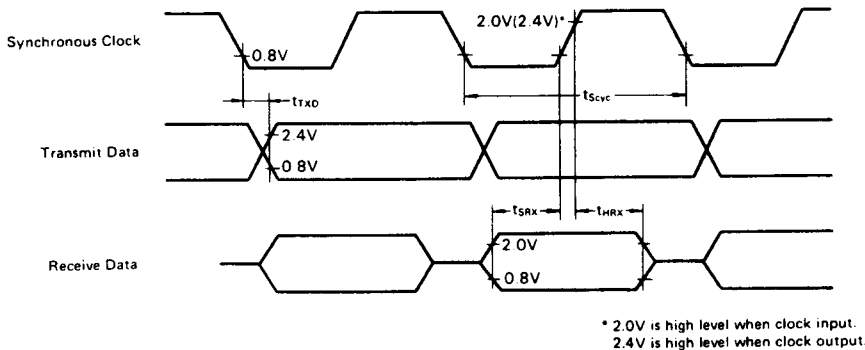 Synchronous Clock
0.8V
2.0V(2.4V)*
tScyc
tTXD
Transmit Data
2.4V
0.8V
tSRX
tHRX
Receive Data
2.0V
0.8V
* 2.0V is high level when clock input.
2.4V is high level when clock output.